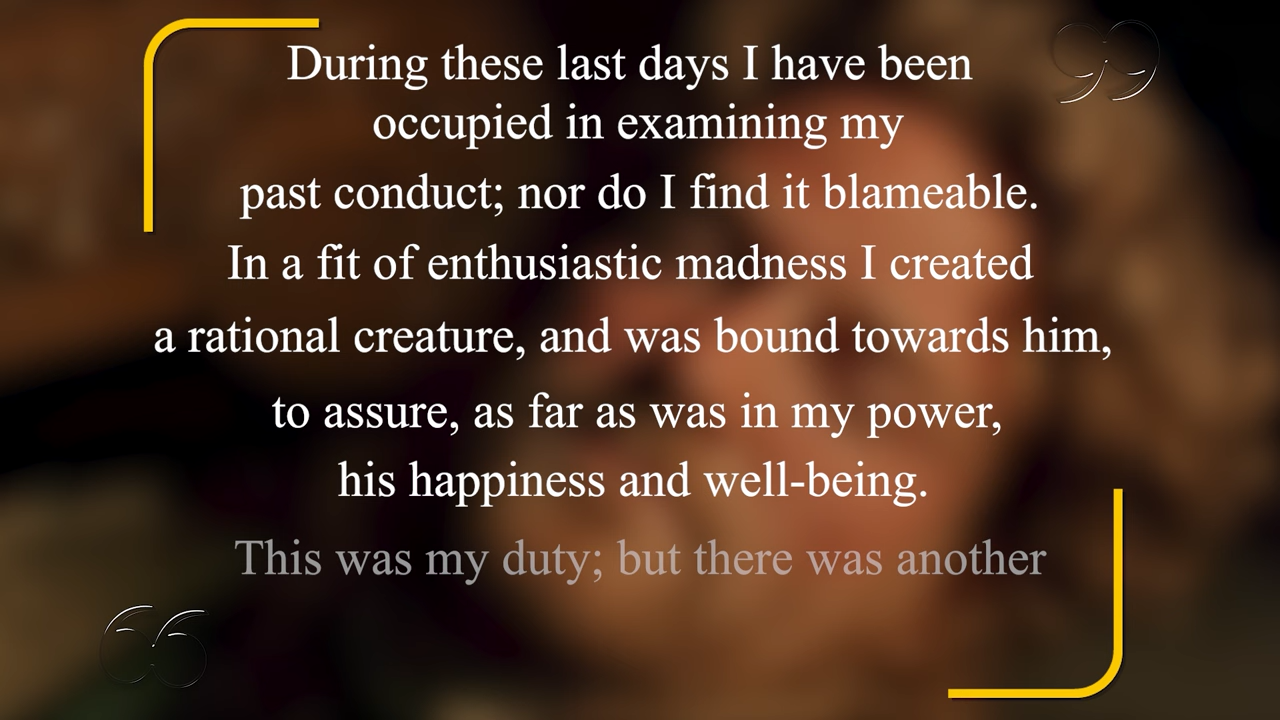 During these last days I have been
occupied in examining my
past conduct; nor do I find it blameable.
In a fit of enthusiastic madness I created
a rational creature, and was bound towards him,
to assure, as far as was in my power,
his happiness and well-being.
This was my duty; but there was another